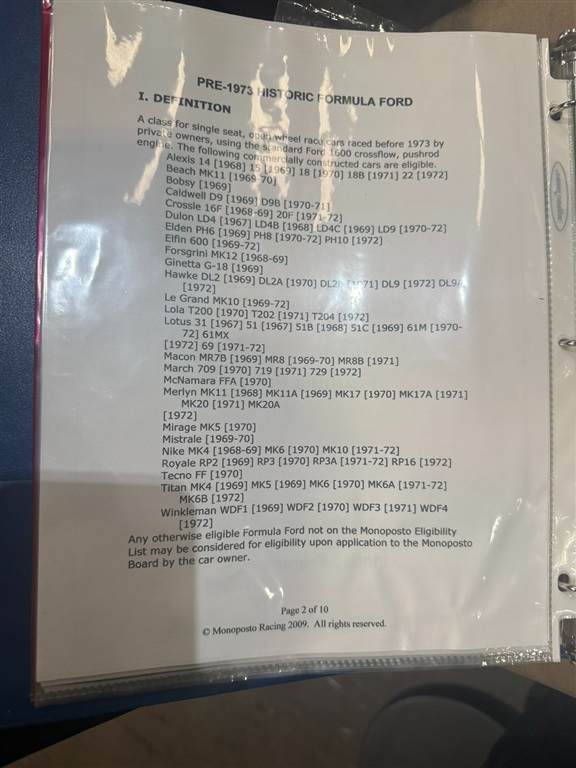 PRE-1973 HISTORIC FORMULA FORD
I. DEFINITION
A class for single seat, open wheel race cars raced before 1973 by
private owners, using the standard Ford 1600 crossflow, pushrod
engine. The following commercially constructed cars are eligible.
Alexis 14 [1968] 15 [1969] 18 [1970] 18B [1971] 22 [1972]
Beach MK11 [1969-70]
Bobsy [1969]
Caldwell D9 [1969] D9B [1970-71]
Crossle 16F [1968-69] 20F [1971-72]
Dulon LD4 [1967] LD4B [1968] LD4C [1969] LD9 [1970-72]
Elden PH6 [1969] PH8 [1970-72] PH10 [1972]
Elfin 600 [1969-72]
Forsgrini MK12 [1968-69]
Ginetta G-18 [1969]
Hawke DL2 [1969] DL2A [1970] DL2B [1971] DL9 [1972] DL9A
[1972]
Le Grand MK10 [1969-72]
Lola T200 [1970] T202 [1971] T204 [1972]
Lotus 31 [1967] 51 [1967] 51B [1968] 51C [1969] 61M [1970-
72] 61MX
[1972] 69 [1971-72]
Macon MR7B [1969] MR8 [1969-70] MR8B [1971]
March 709 [1970] 719 [1971] 729 [1972]
McNamara FFA [1970]
Merlyn MK11 [1968] MK11A [1969] MK17 [1970] MK17A [1971]
MK20 [1971] MK20A
[1972]
Mirage MK5 [1970]
Mistrale [1969-70]
Nike MK4 [1968-69] MK6 [1970] MK10 [1971-72]
Royale RP2 [1969] RP3 [1970] RP3A [1971-72] RP16 [1972]
Tecno FF [1970]
Titan MK4 [1969] MK5 [1969] MK6 [1970] MK6A [1971-72]
MK6B [1972]
Winkleman WDF1 [1969] WDF2 [1970] WDF3 [1971] WDF4
[1972]
Any otherwise eligible Formula Ford not on the Monoposto Eligibility
List may be considered for eligibility upon application to the Monoposto
Board by the car owner.
Page 2 of 10
© Monoposto Racing 2009. All rights reserved.